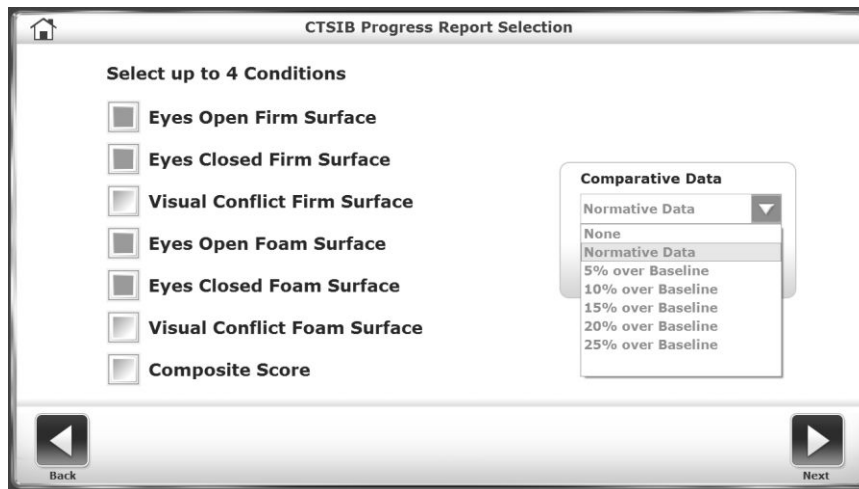 CTSIB Progress Report Selection
Select up to 4 Conditions
Eyes Open Firm Surface
Eyes Closed Firm Surface
Visual Conflict Firm Surface
Eyes Open Foam Surface
Eyes Closed Foam Surface
Visual Conflict Foam Surface
Composite Score
Comparative Data
Normative Data
None
Normative Data
5% over Baseline
10% over Baseline
15% over Baseline
20% over Baseline
25% over Baseline
Back
Next